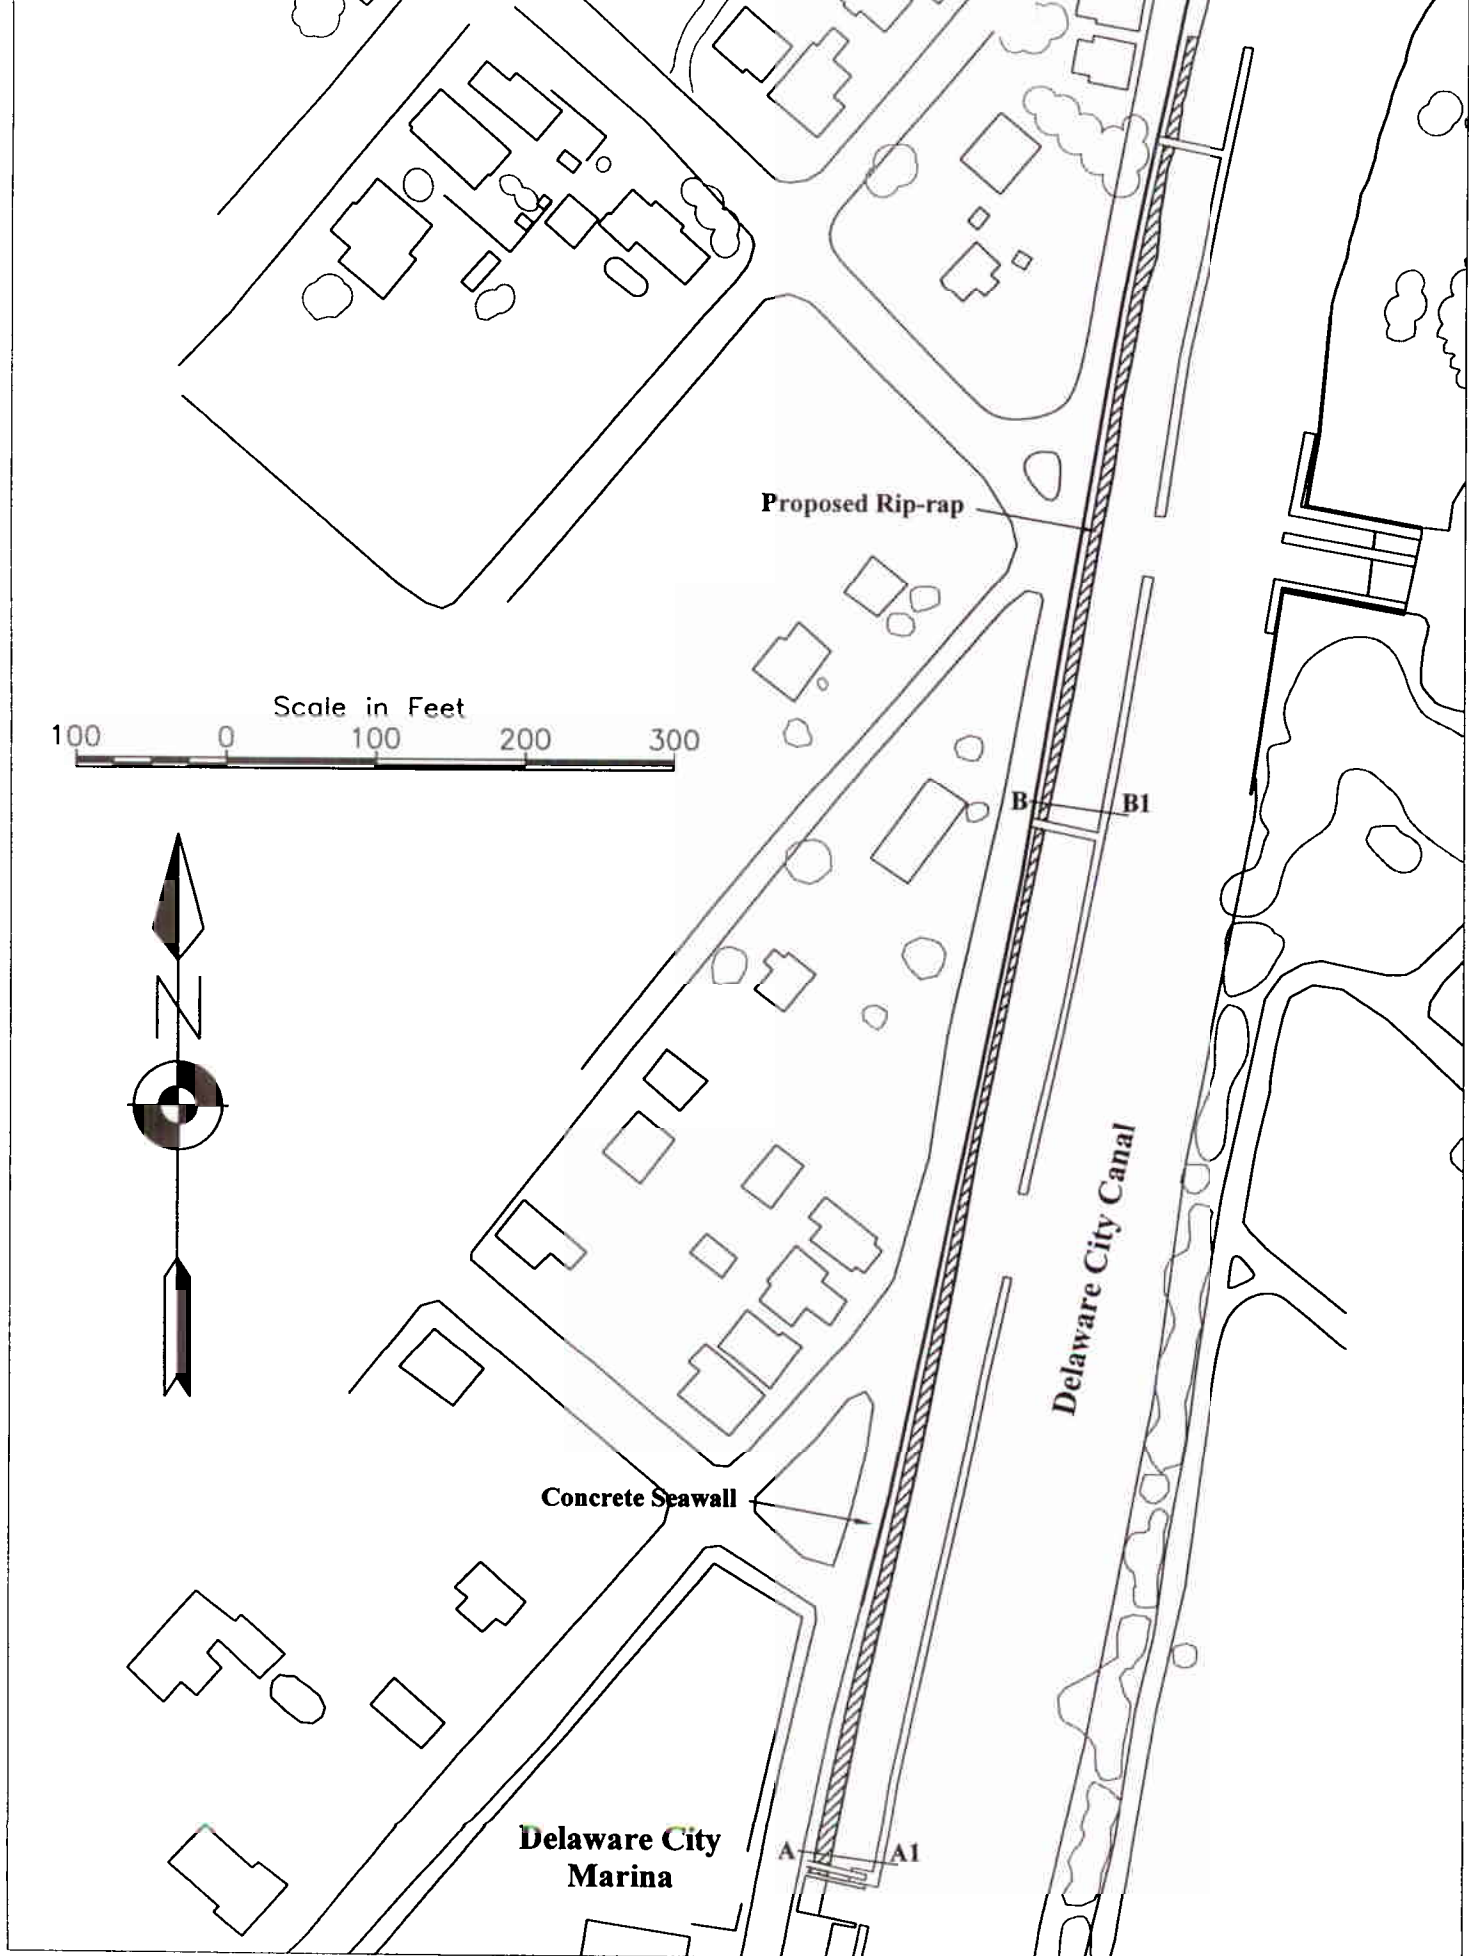 Proposed Rip-rap
Scale in Feet
100 0 100 200 300
B B1
N
Delaware City Canal
Concrete Seawall
Delaware City
Marina
A A1